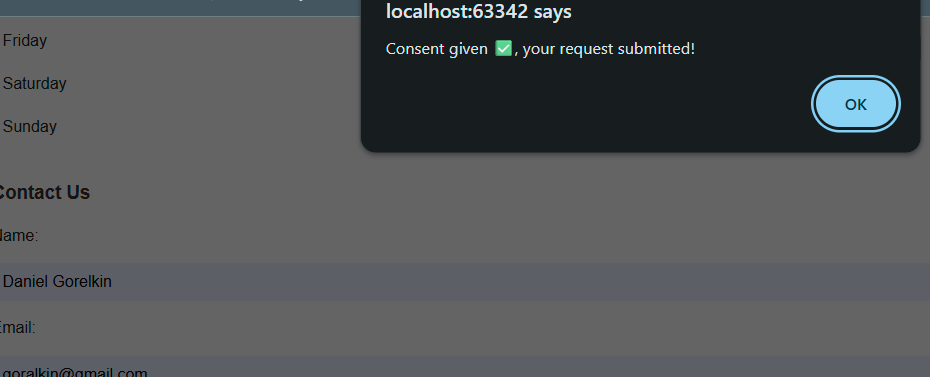 localhost:63342 says
Consent given ✅, your request submitted!
OK
Friday
Saturday
Sunday
Contact Us
Name:
Daniel Gorelkin
Email:
goralkin@gmail.com